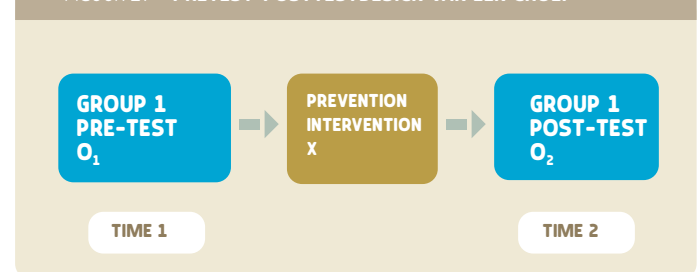 GROUP 1
PRE-TEST
O₁
PREVENTION
INTERVENTION
X
GROUP 1
POST-TEST
O₂
TIME 1
TIME 2